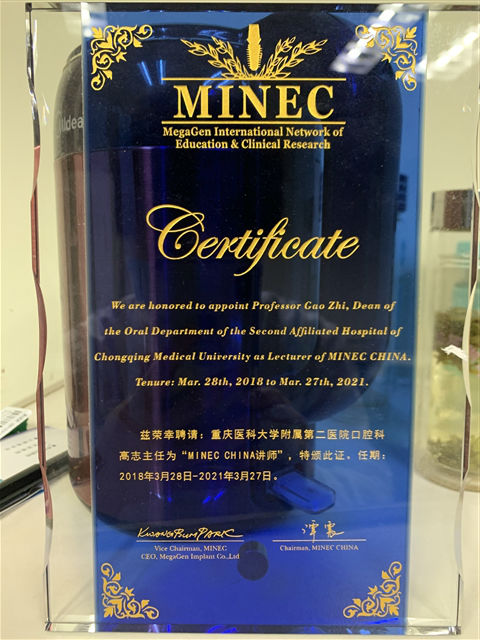 MINEC
MegaGen International Network of
Education & Clinical Research
Midea
Certificate
We are honored to appoint Professor Gao Zhi, Dean of
the Oral Department of the Second Affiliated Hospital of
Chongqing Medical University as Lecturer of MINEC CHINA.
Tenure: Mar. 28th, 2018 to Mar. 27th, 2021.
兹荣幸聘请：重庆医科大学附属第二医院口腔科
高志主任为“MINEC CHINA讲师”，特颁此证。任期：
2018年3月28日-2021年3月27日。
KWANGBUM PARK
Vice Chairman, MINEC
CEO, MegaGen Implant Co.,Ltd
Chairman, MINEC CHINA